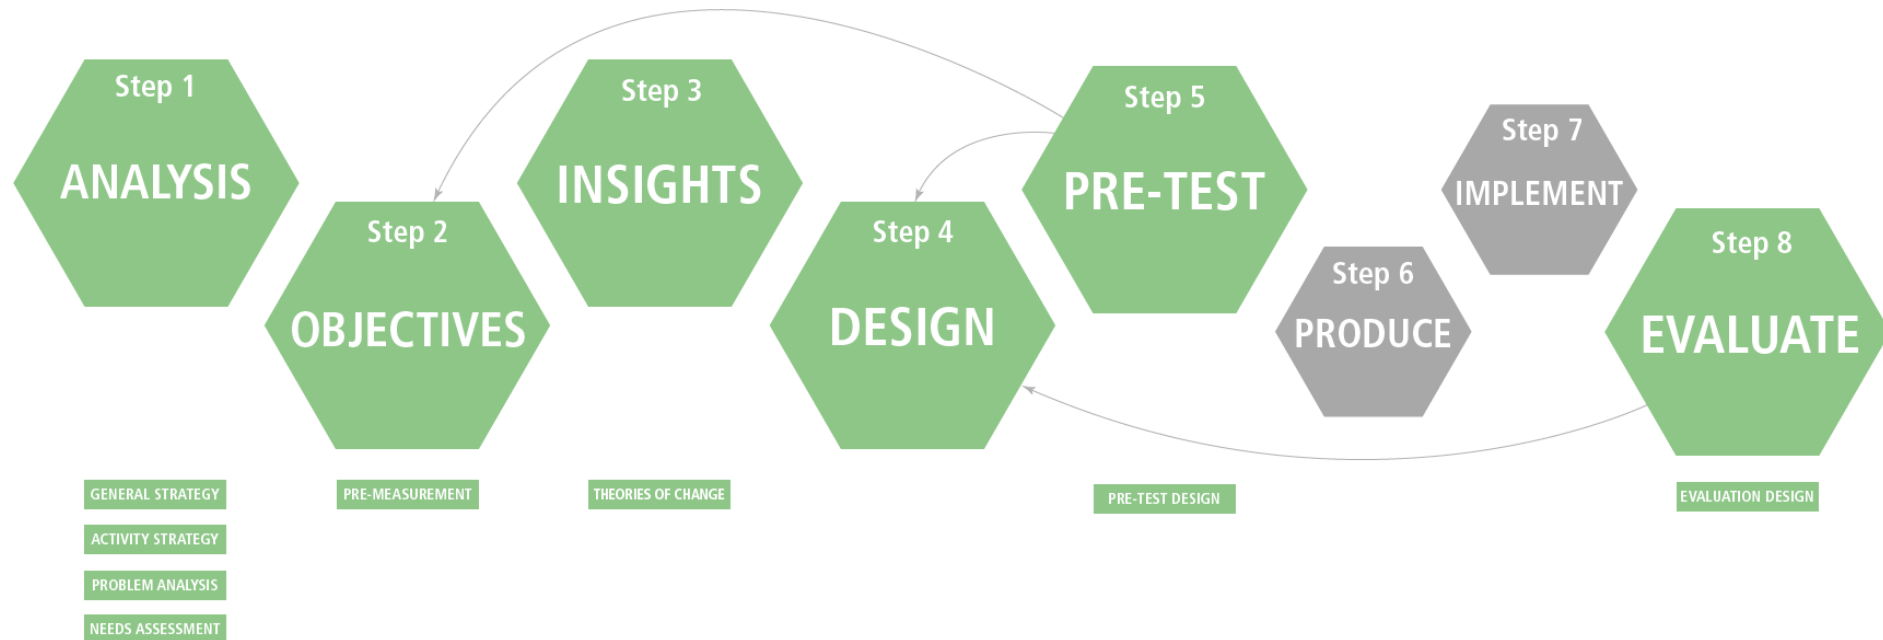 Step 1
ANALYSIS
Step 2
OBJECTIVES
Step 3
INSIGHTS
Step 4
DESIGN
Step 5
PRE-TEST
Step 6
PRODUCE
Step 7
IMPLEMENT
Step 8
EVALUATE
GENERAL STRATEGY
ACTIVITY STRATEGY
PROBLEM ANALYSIS
NEEDS ASSESSMENT
PRE-MEASUREMENT
THEORIES OF CHANGE
PRE-TEST DESIGN
EVALUATION DESIGN